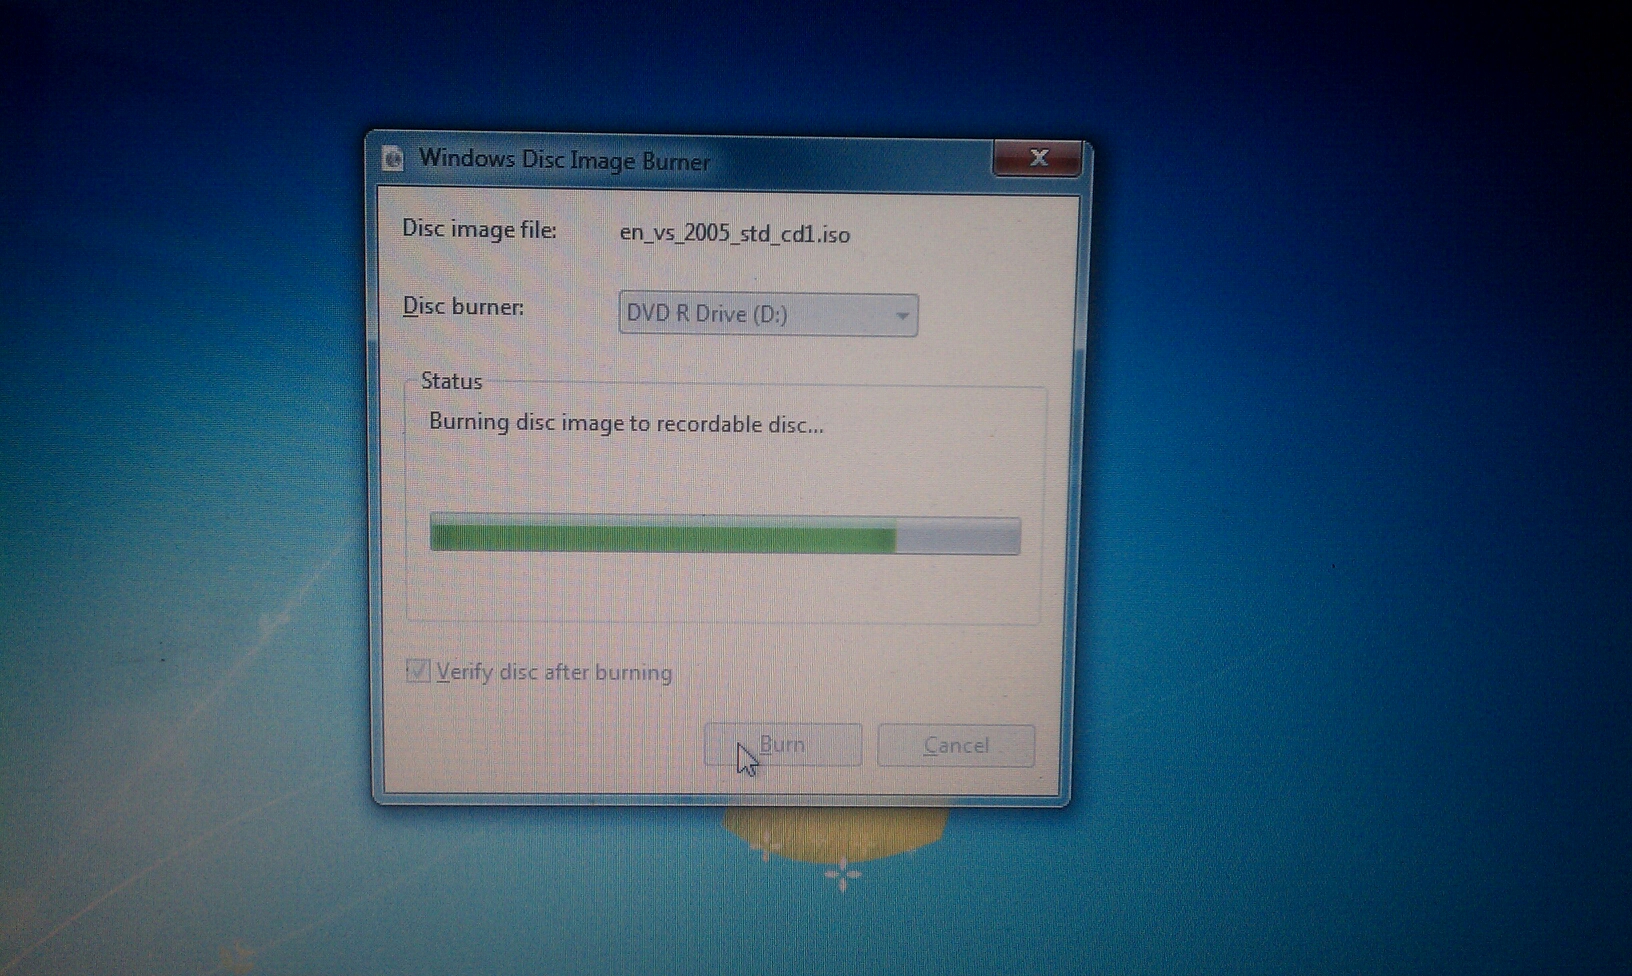 Windows Disc Image Burner
X
Disc image file: en_vs_2005_std_cd1.iso
Disc burner: DVD R Drive (D:)
Status
Burning disc image to recordable disc...
Verify disc after burning
Burn Cancel